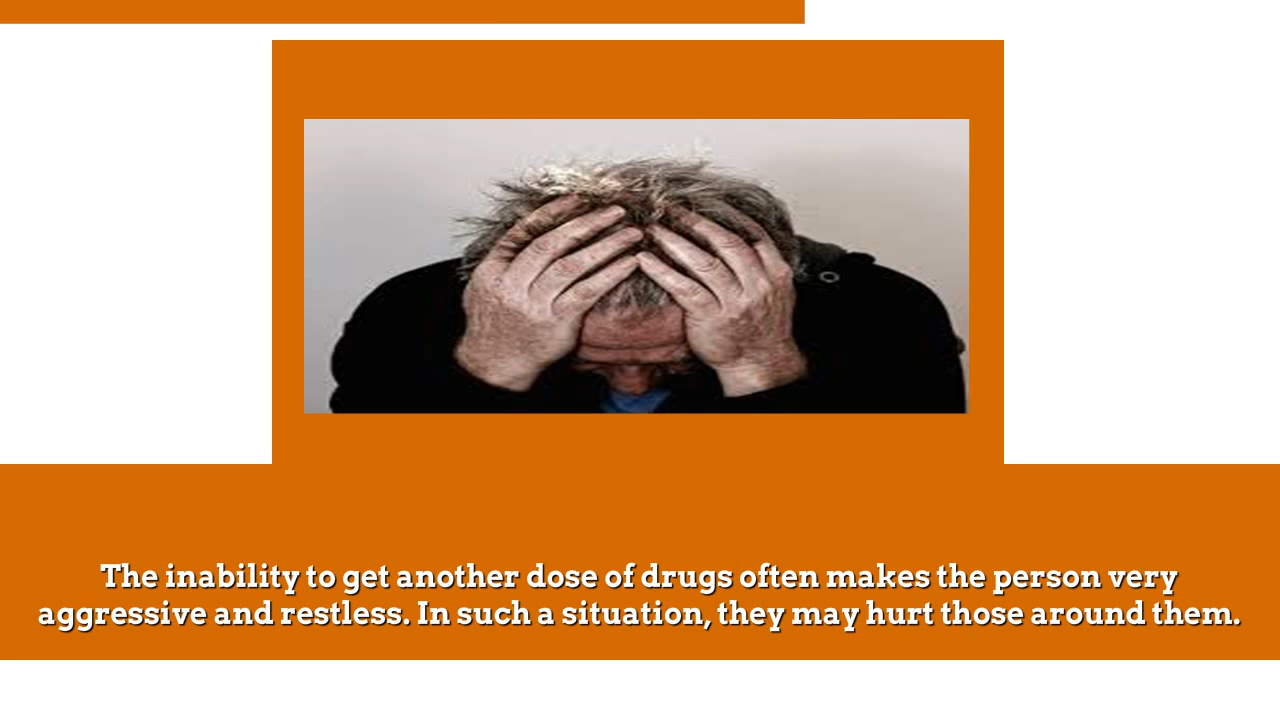 The inability to get another dose of drugs often makes the person very
aggressive and restless. In such a situation, they may hurt those around them.